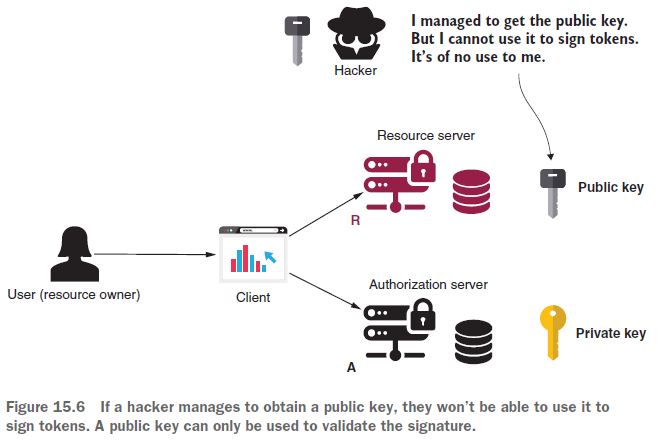 I managed to get the public key.
But I cannot use it to sign tokens.
It's of no use to me.
Hacker
Resource server
Public key
R
User (resource owner)
Client
Authorization server
Private key
A
Figure 15.6 If a hacker manages to obtain a public key, they won't be able to use it to
sign tokens. A public key can only be used to validate the signature.